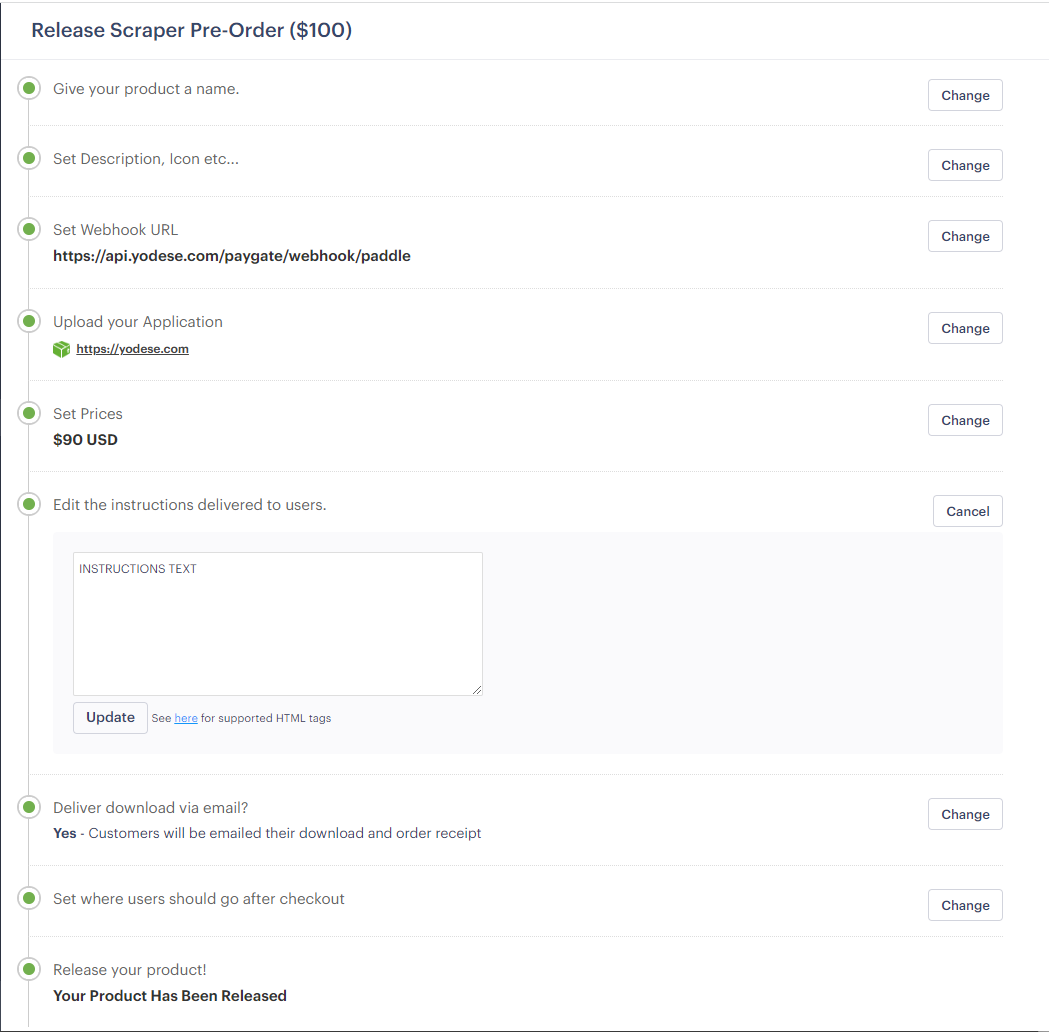 Release Scraper Pre-Order ($100)
Give your product a name.
Change
Set Description, Icon etc...
Change
Set Webhook URL
Change
https://api.yodese.com/paygate/webhook/paddle
Upload your Application
Change
https://yodese.com
Set Prices
Change
$90 USD
Edit the instructions delivered to users.
Cancel
INSTRUCTIONS TEXT
Update See here for supported HTML tags
Deliver download via email?
Change
Yes - Customers will be emailed their download and order receipt
Set where users should go after checkout
Change
Release your product!
Your Product Has Been Released